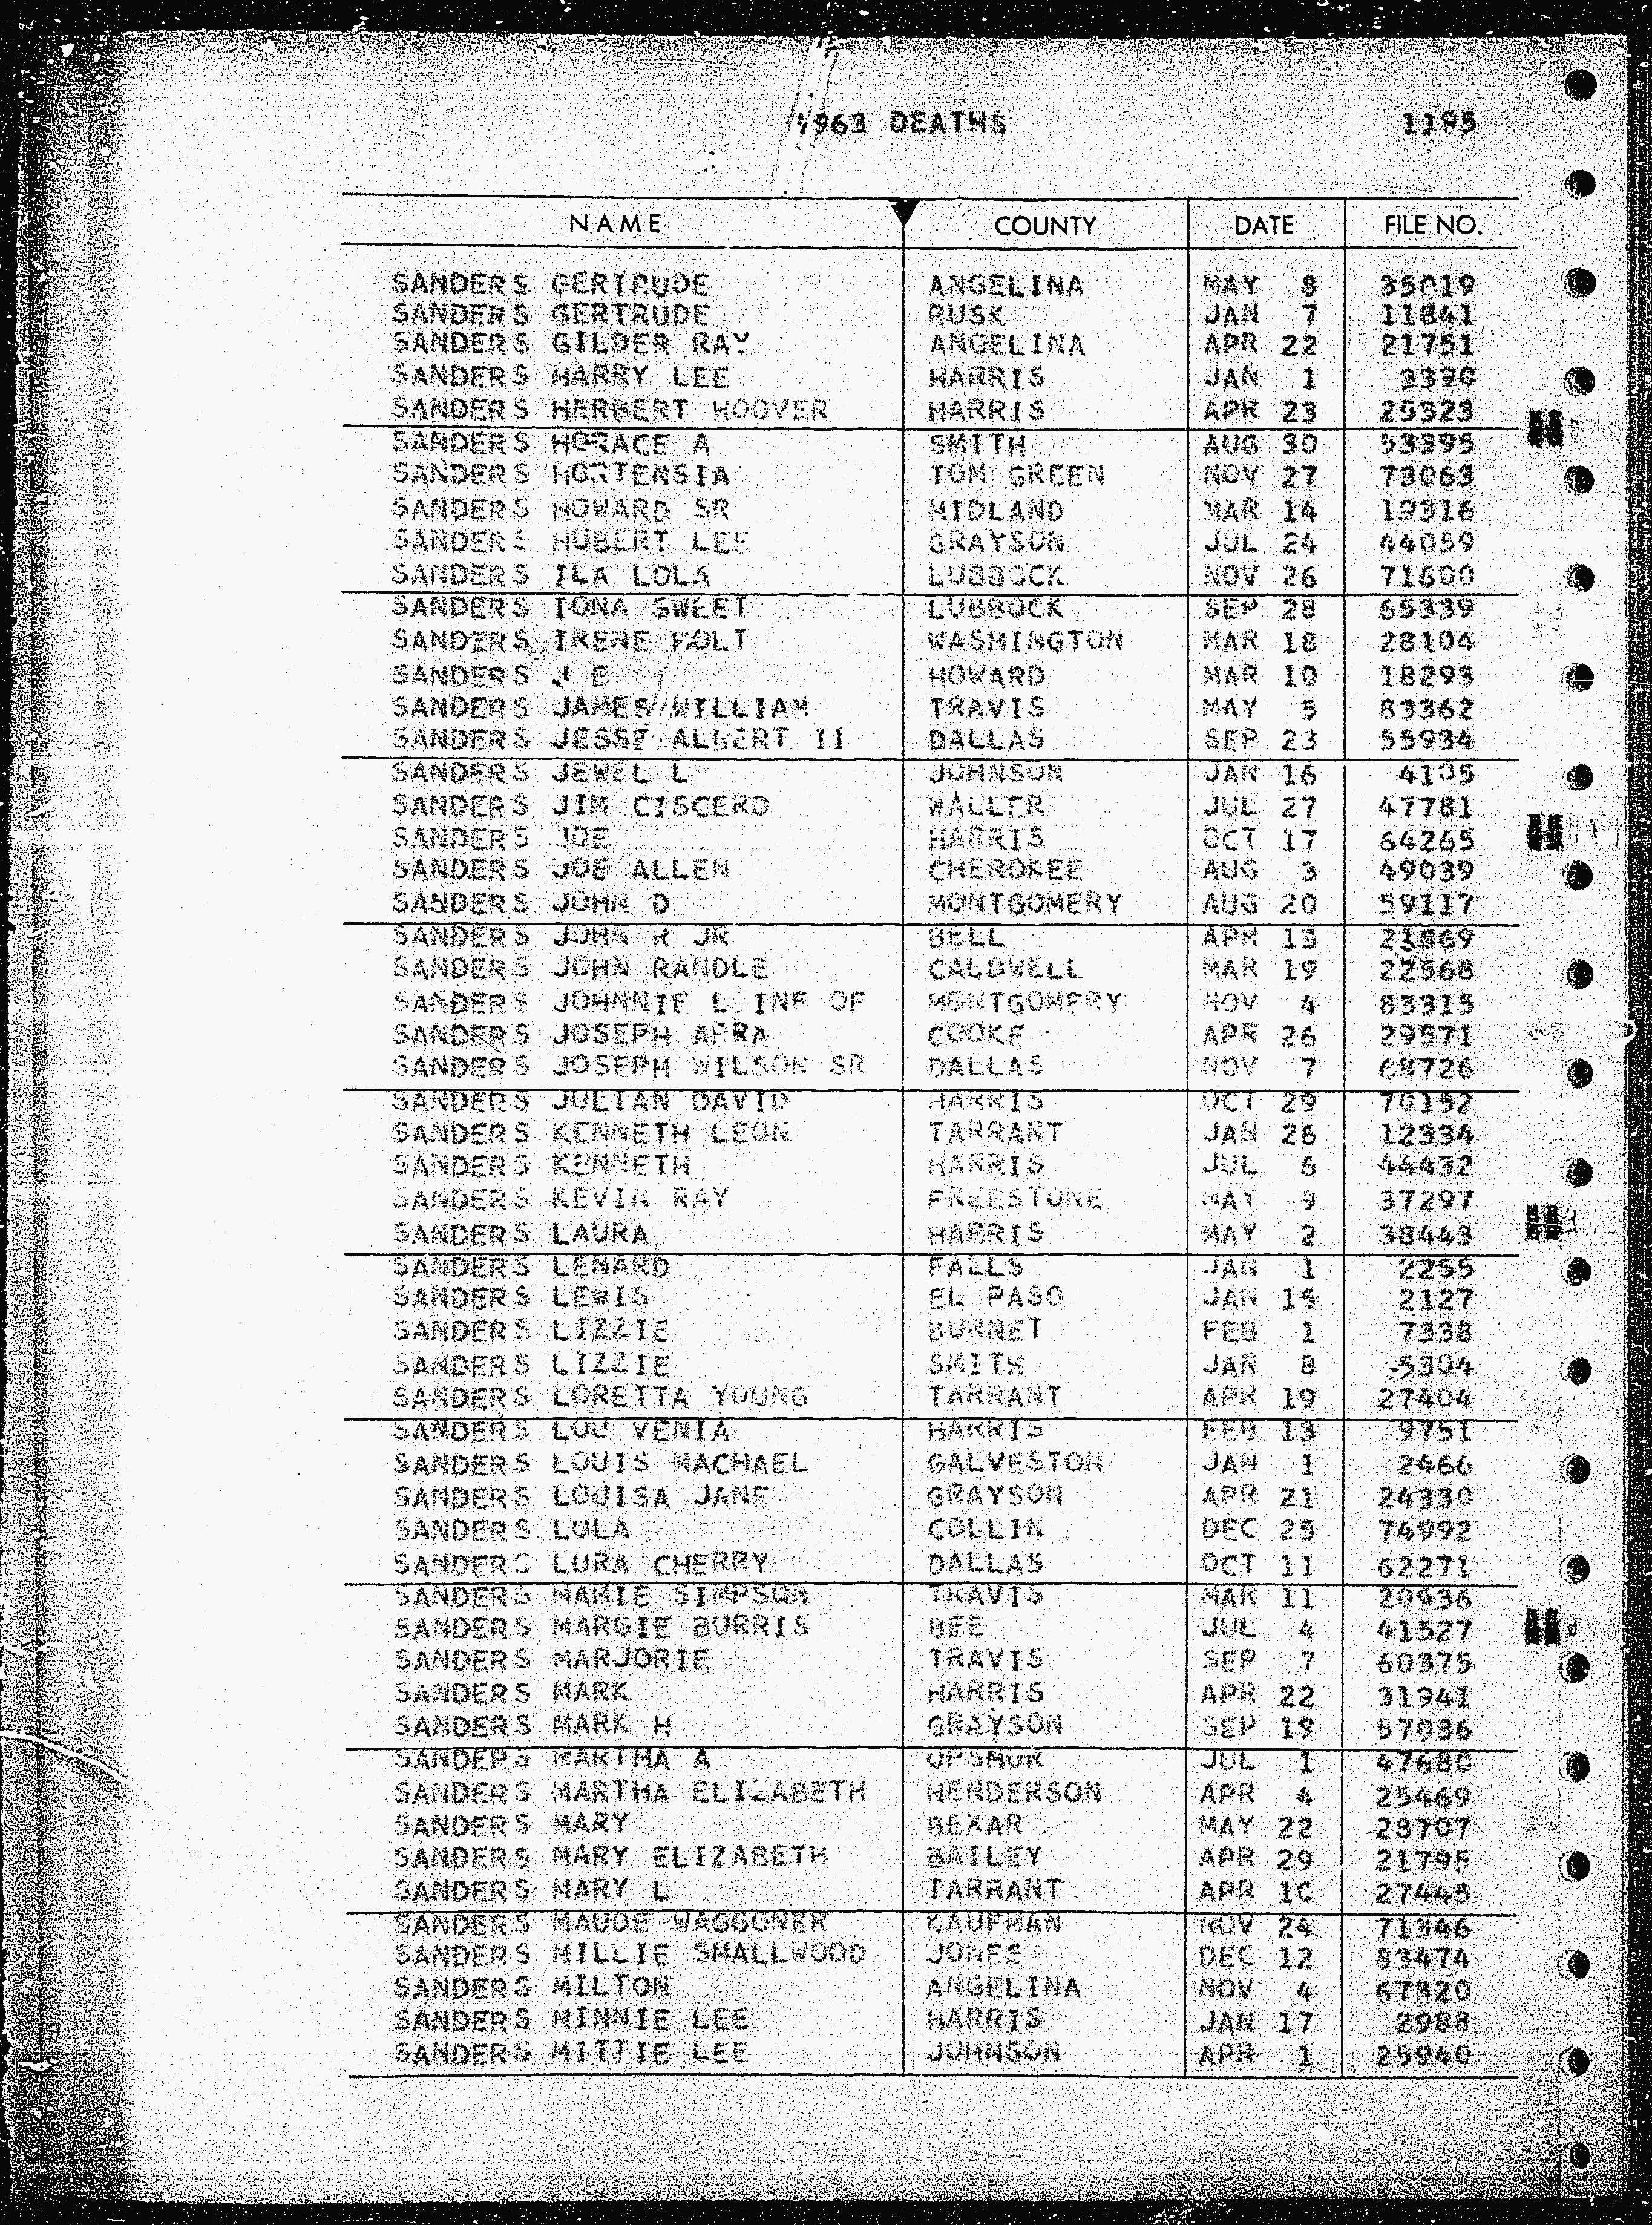 1963 DEATHS 1195
NAME COUNTY DATE FILE NO.
SANDERS GERTRUDE ANGELINA MAY 8 35019
SANDERS GERTRUDE RUSK JAN 7 11841
SANDERS GILDER RAY ANGELINA APR 22 21751
SANDERS HARRY LEE HARRIS JAN 1 3390
SANDERS HERBERT HOOVER HARRIS APR 23 25323
SANDERS HORACE A SMITH AUG 30 53395
SANDERS HORTENSIA TOM GREEN NOV 27 73063
SANDERS HOWARD SR MIDLAND MAR 14 19316
SANDERS HUBERT LEE GRAYSON JUL 24 44059
SANDERS ILA LOLA LUBBOCK NOV 26 71600
SANDERS IONA SWEET LUBBOCK SEP 28 65339
SANDERS IRENE HOLT WASHINGTON MAR 18 28104
SANDERS J E HOWARD MAR 10 18293
SANDERS JAMES WILLIAM TRAVIS MAY 5 83362
SANDERS JESSE ALBERT II DALLAS SEP 23 55934
SANDERS JEWEL L JOHNSON JAN 16 4105
SANDERS JIM CISCERO WALLER JUL 27 47781
SANDERS JOE HARRIS OCT 17 64265
SANDERS JOE ALLEN CHEROKEE AUG 3 49039
SANDERS JOHN D MONTGOMERY AUG 20 59117
SANDERS JOHN R JR BELL APR 13 21869
SANDERS JOHN RANDLE CALDWELL MAR 19 22568
SANDERS JOHNNIE L INF OF MONTGOMERY NOV 4 83315
SANDERS JOSEPH COOKE APR 26 29571
SANDERS JOSEPH WILSON SR DALLAS NOV 7 68726
SANDERS JULIAN DAVID HARRIS OCT 29 70152
SANDERS KENNETH LEON TARRANT JAN 26 12334
SANDERS KENNETH HARRIS JUL 6 44432
SANDERS KEVIN RAY FREESTONE MAY 9 37297
SANDERS LAURA HARRIS MAY 2 38443
SANDERS LENARD FALLS JAN 1 2255
SANDERS LEWIS EL PASO JAN 15 2127
SANDERS LIZZIE BURNET FEB 1 7338
SANDERS LIZZIE SMITH JAN 8 5304
SANDERS LORETTA YOUNG TARRANT APR 19 27404
SANDERS LOU VENIA HARRIS FEB 13 9751
SANDERS LOUIS MACHAEL GALVESTON JAN 1 2466
SANDERS LOUISA JANE GRAYSON APR 21 24330
SANDERS LULA COLLIN DEC 25 74992
SANDERS LURA CHERRY DALLAS OCT 11 62271
SANDERS MARIE SIMPSON TRAVIS MAR 11 20936
SANDERS MARGIE BURRIS BEE JUL 4 41527
SANDERS MARJORIE TRAVIS SEP 7 60375
SANDERS MARK HARRIS APR 22 31941
SANDERS MARK H GRAYSON SEP 19 57036
SANDERS MARTHA A UPSHUR JUL 1 47680
SANDERS MARTHA ELIZABETH HENDERSON APR 4 25469
SANDERS MARY BEXAR MAY 22 28707
SANDERS MARY ELIZABETH BAILEY APR 29 21795
SANDERS MARY L TARRANT APR 10 27445
SANDERS MAUDE WAGGONER KAUFMAN NOV 24 71346
SANDERS MILLIE SMALLWOOD JONES DEC 12 83474
SANDERS MILTON ANGELINA NOV 4 67320
SANDERS MINNIE LEE HARRIS JAN 17 2988
SANDERS MITTIE LEE JOHNSON APR 1 25940